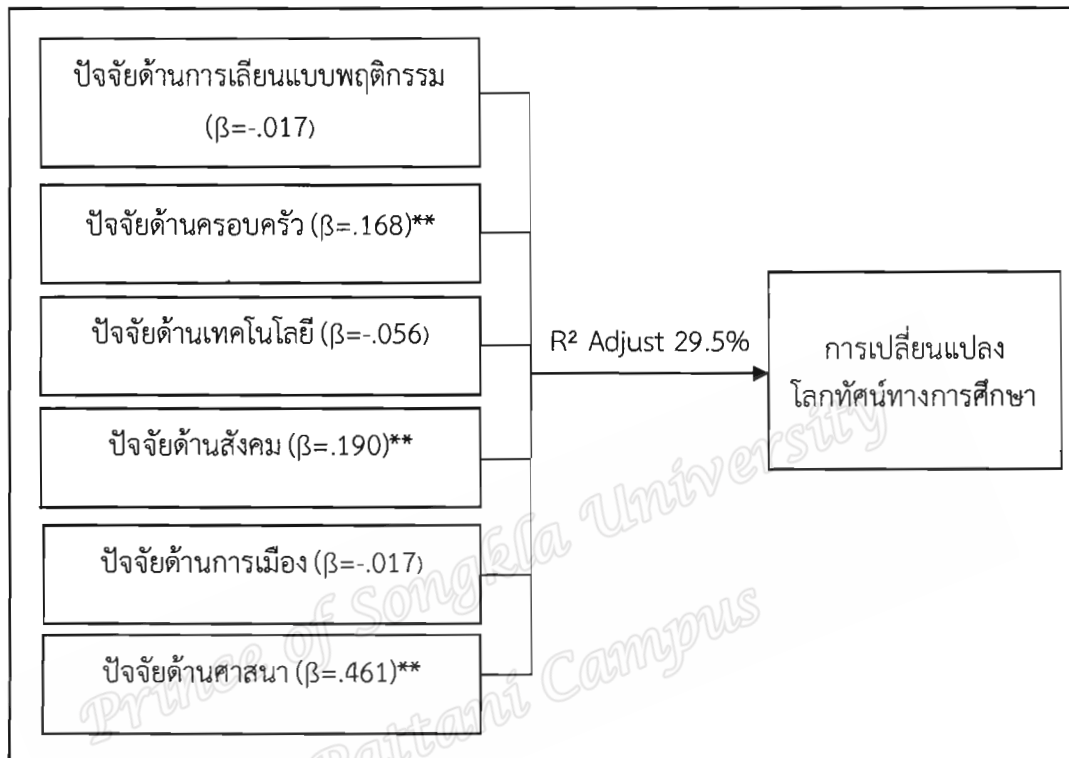 ปัจจัยด้านการเลียนแบบพฤติกรรม
(β=-.017)
ปัจจัยด้านครอบครัว (β=.168)**
ปัจจัยด้านเทคโนโลยี (β=-.056)
ปัจจัยด้านสังคม (β=.190)**
ปัจจัยด้านการเมือง (β=-.017)
ปัจจัยด้านศาสนา (β=.461)**
R² Adjust 29.5%
การเปลี่ยนแปลง
โลกทัศน์ทางการศึกษา
Prince of Songkla University
Pattani Campus